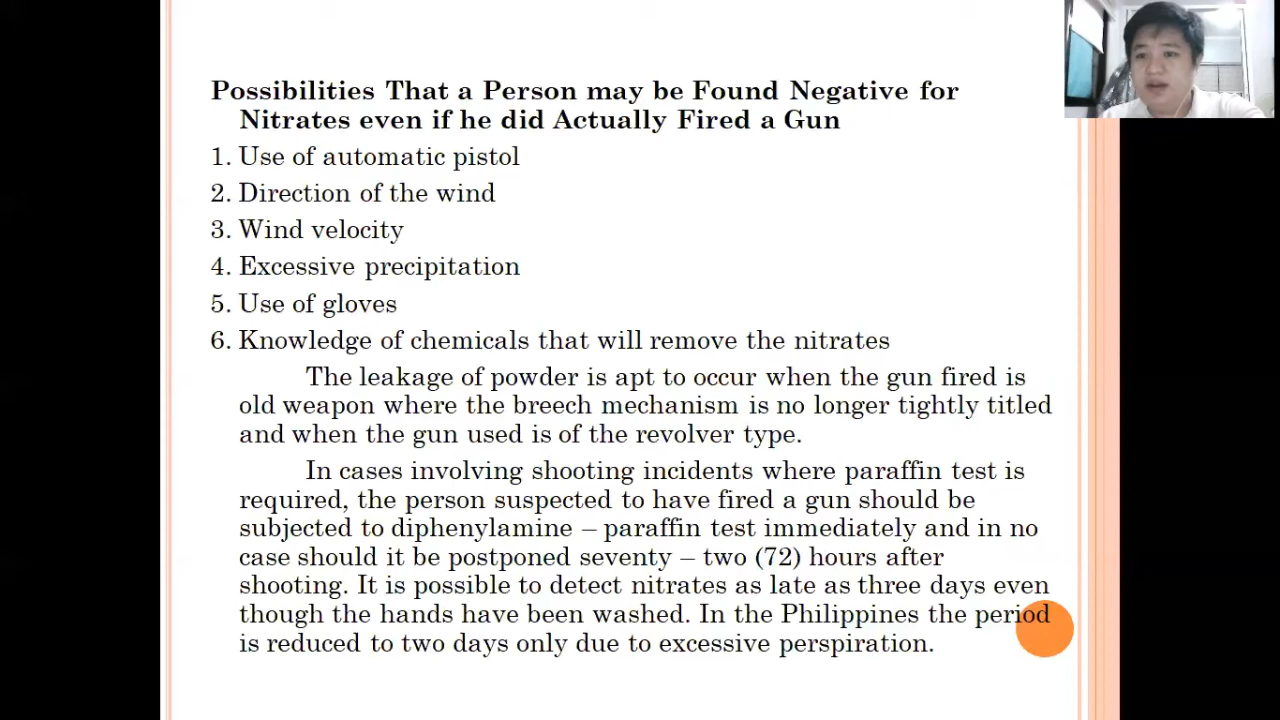 Possibilities That a Person may be Found Negative for
Nitrates even if he did Actually Fired a Gun
1. Use of automatic pistol
2. Direction of the wind
3. Wind velocity
4. Excessive precipitation
5. Use of gloves
6. Knowledge of chemicals that will remove the nitrates
The leakage of powder is apt to occur when the gun fired is
old weapon where the breech mechanism is no longer tightly titled
and when the gun used is of the revolver type.
In cases involving shooting incidents where paraffin test is
required, the person suspected to have fired a gun should be
subjected to diphenylamine – paraffin test immediately and in no
case should it be postponed seventy – two (72) hours after
shooting. It is possible to detect nitrates as late as three days even
though the hands have been washed. In the Philippines the period
is reduced to two days only due to excessive perspiration.